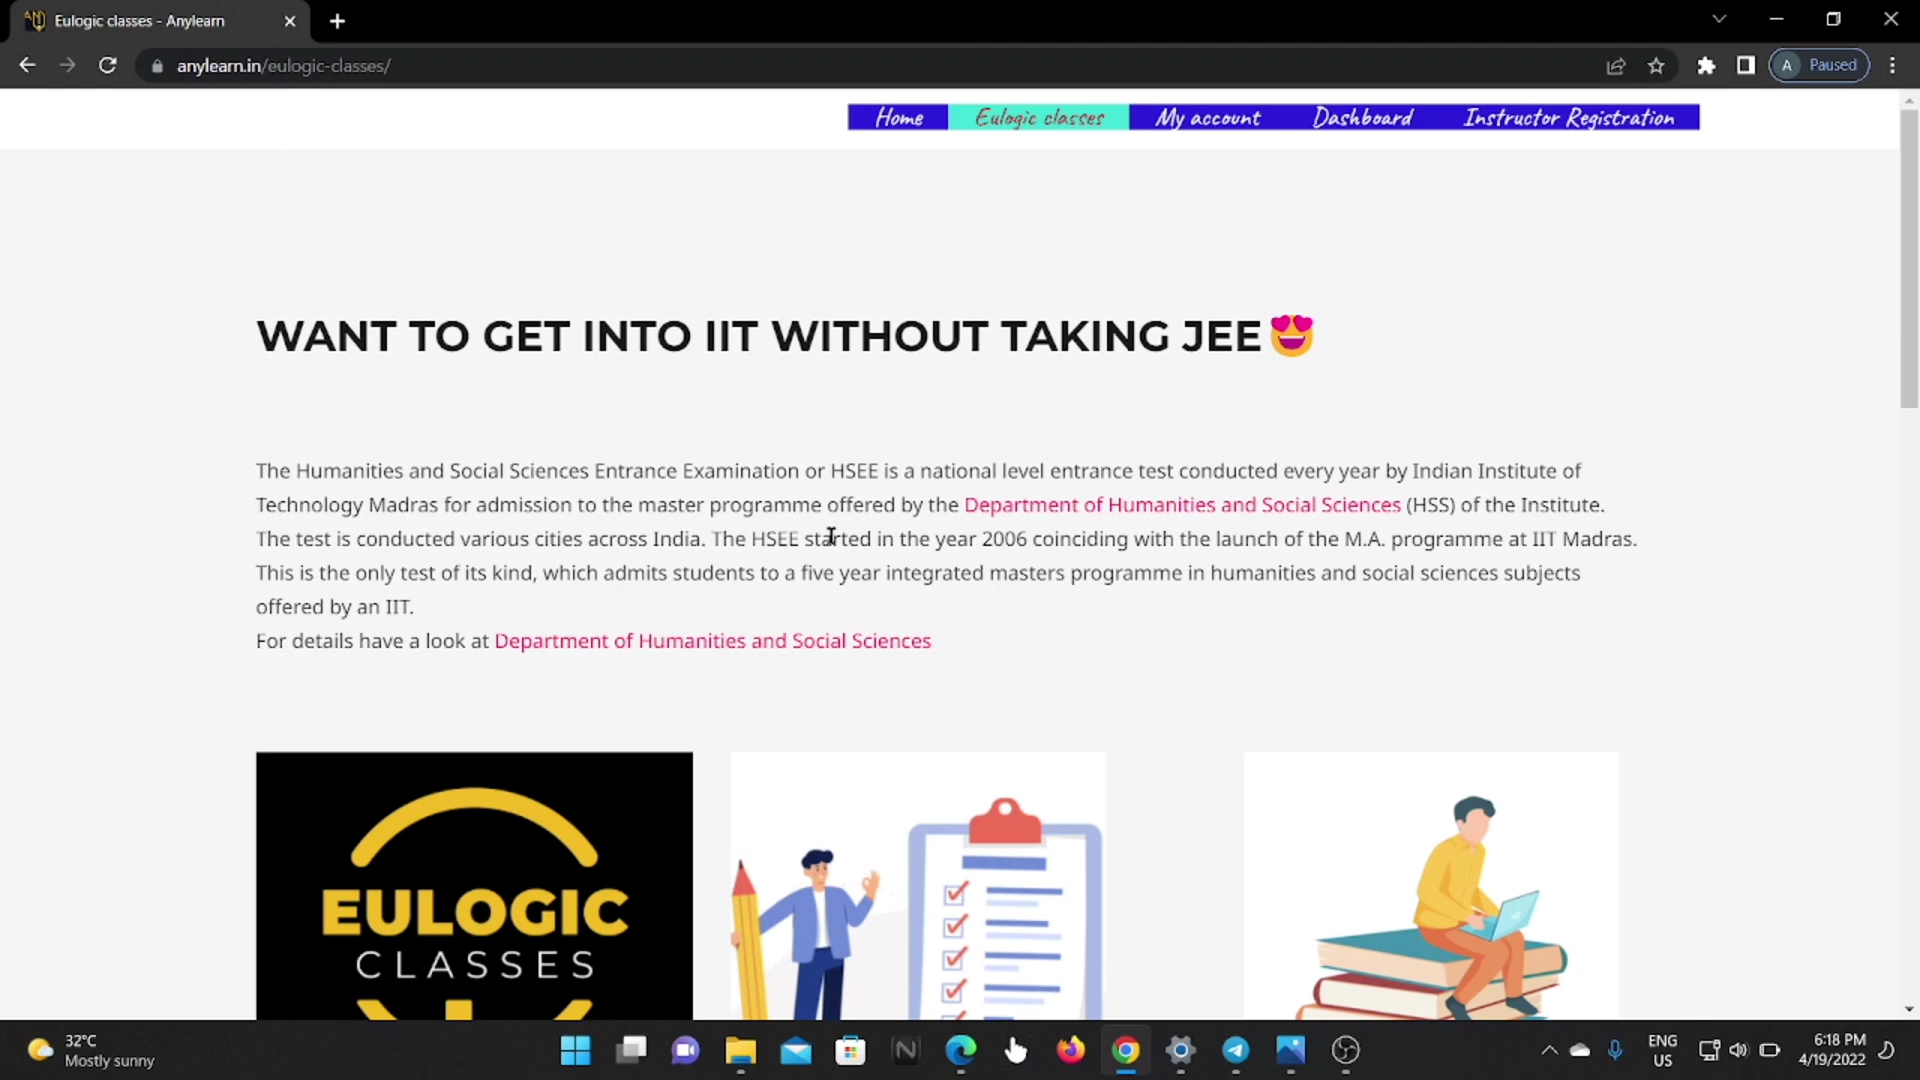 Eulogic classes - Anylearn
anylearn.in/eulogic-classes/
A Paused
Home Eulogic classes My account Dashboard Instructor Registration
WANT TO GET INTO IIT WITHOUT TAKING JEE😍
The Humanities and Social Sciences Entrance Examination or HSEE is a national level entrance test conducted every year by Indian Institute of
Technology Madras for admission to the master programme offered by the Department of Humanities and Social Sciences (HSS) of the Institute.
The test is conducted various cities across India. The HSEE started in the year 2006 coinciding with the launch of the M.A. programme at IIT Madras.
This is the only test of its kind, which admits students to a five year integrated masters programme in humanities and social sciences subjects
offered by an IIT.
For details have a look at Department of Humanities and Social Sciences
EULOGIC
CLASSES
32°C
Mostly sunny
ENG
US
6:18 PM
4/19/2022